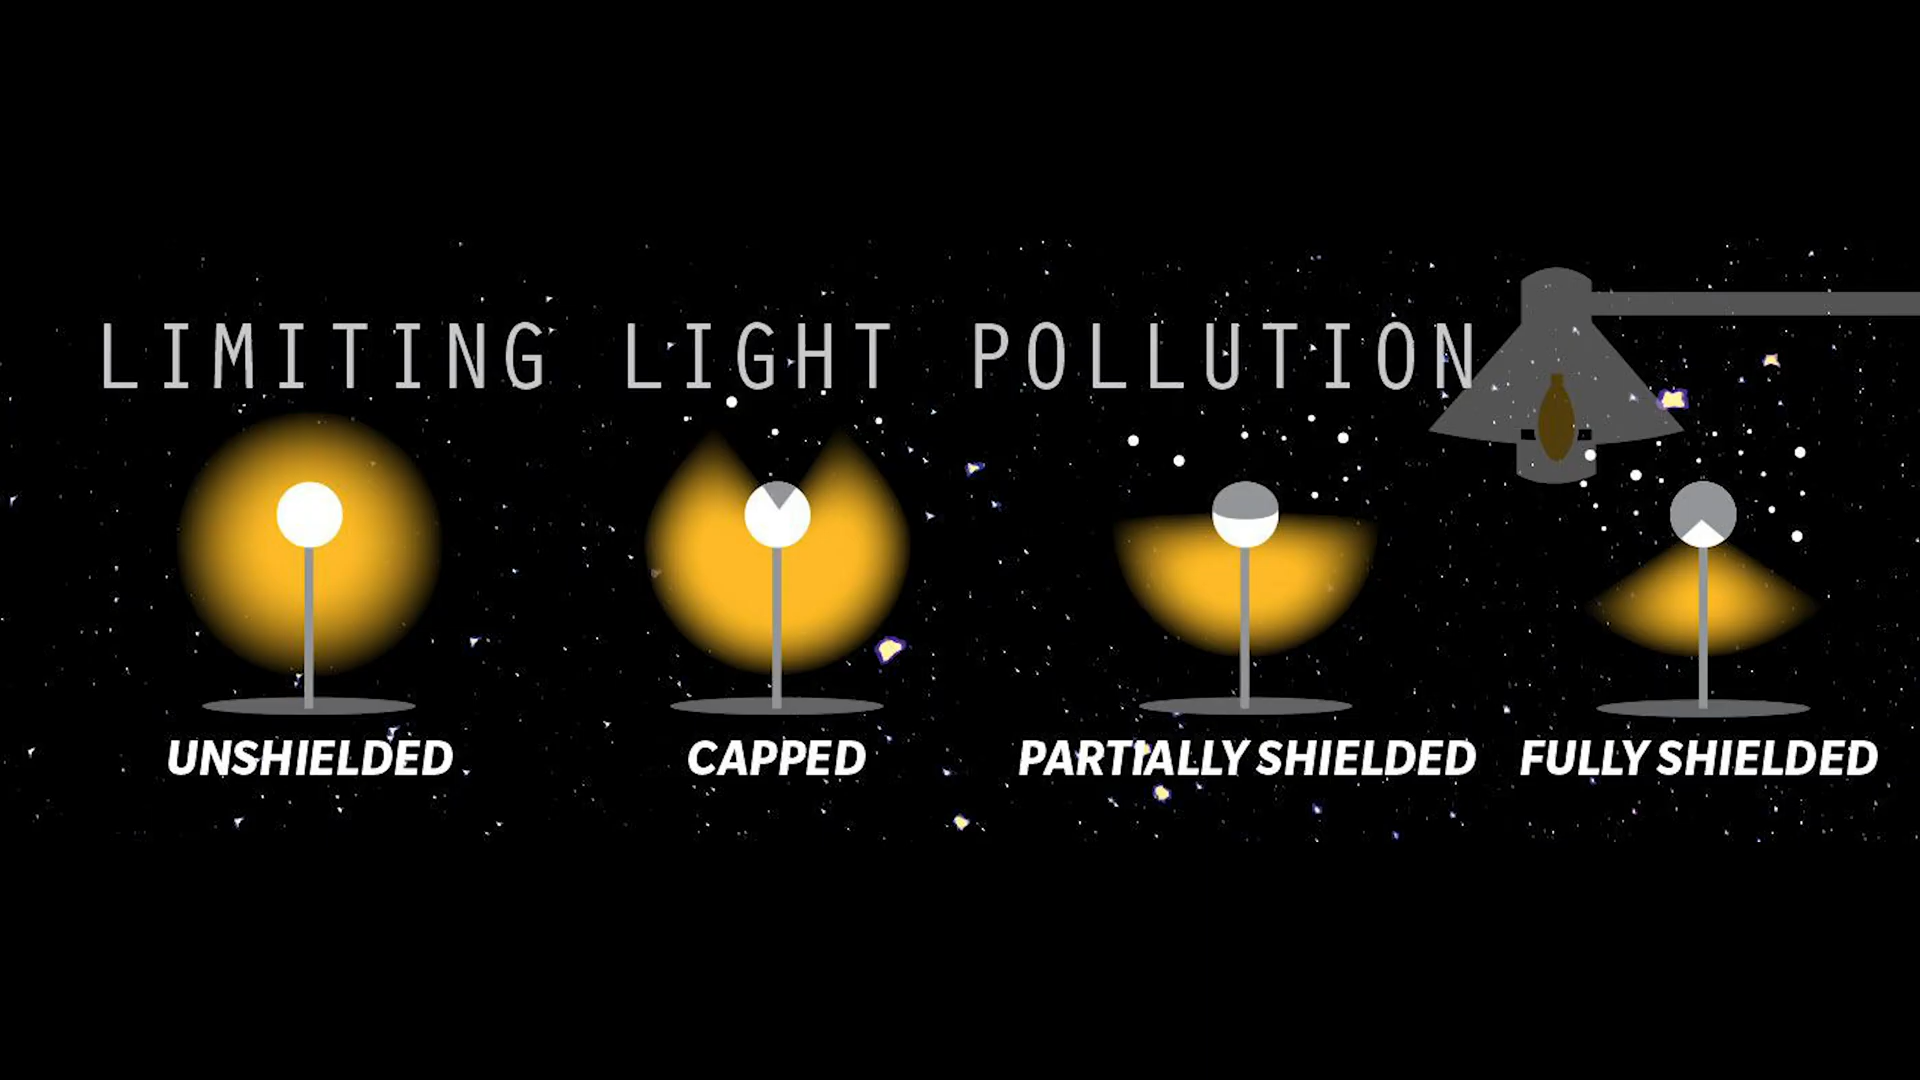 LIMITING LIGHT POLLUTION
UNSHIELDED
CAPPED
PARTIALLY SHIELDED
FULLY SHIELDED